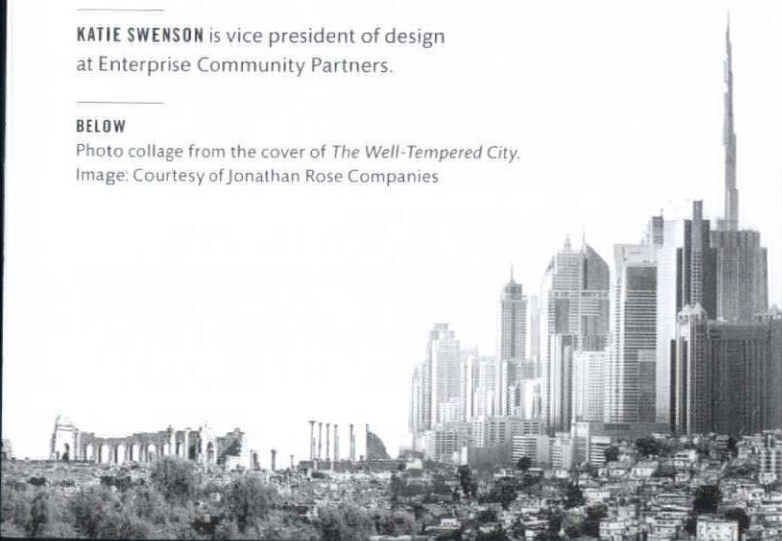 KATIE SWENSON is vice president of design
at Enterprise Community Partners.
BELOW
Photo collage from the cover of The Well-Tempered City.
Image: Courtesy of Jonathan Rose Companies